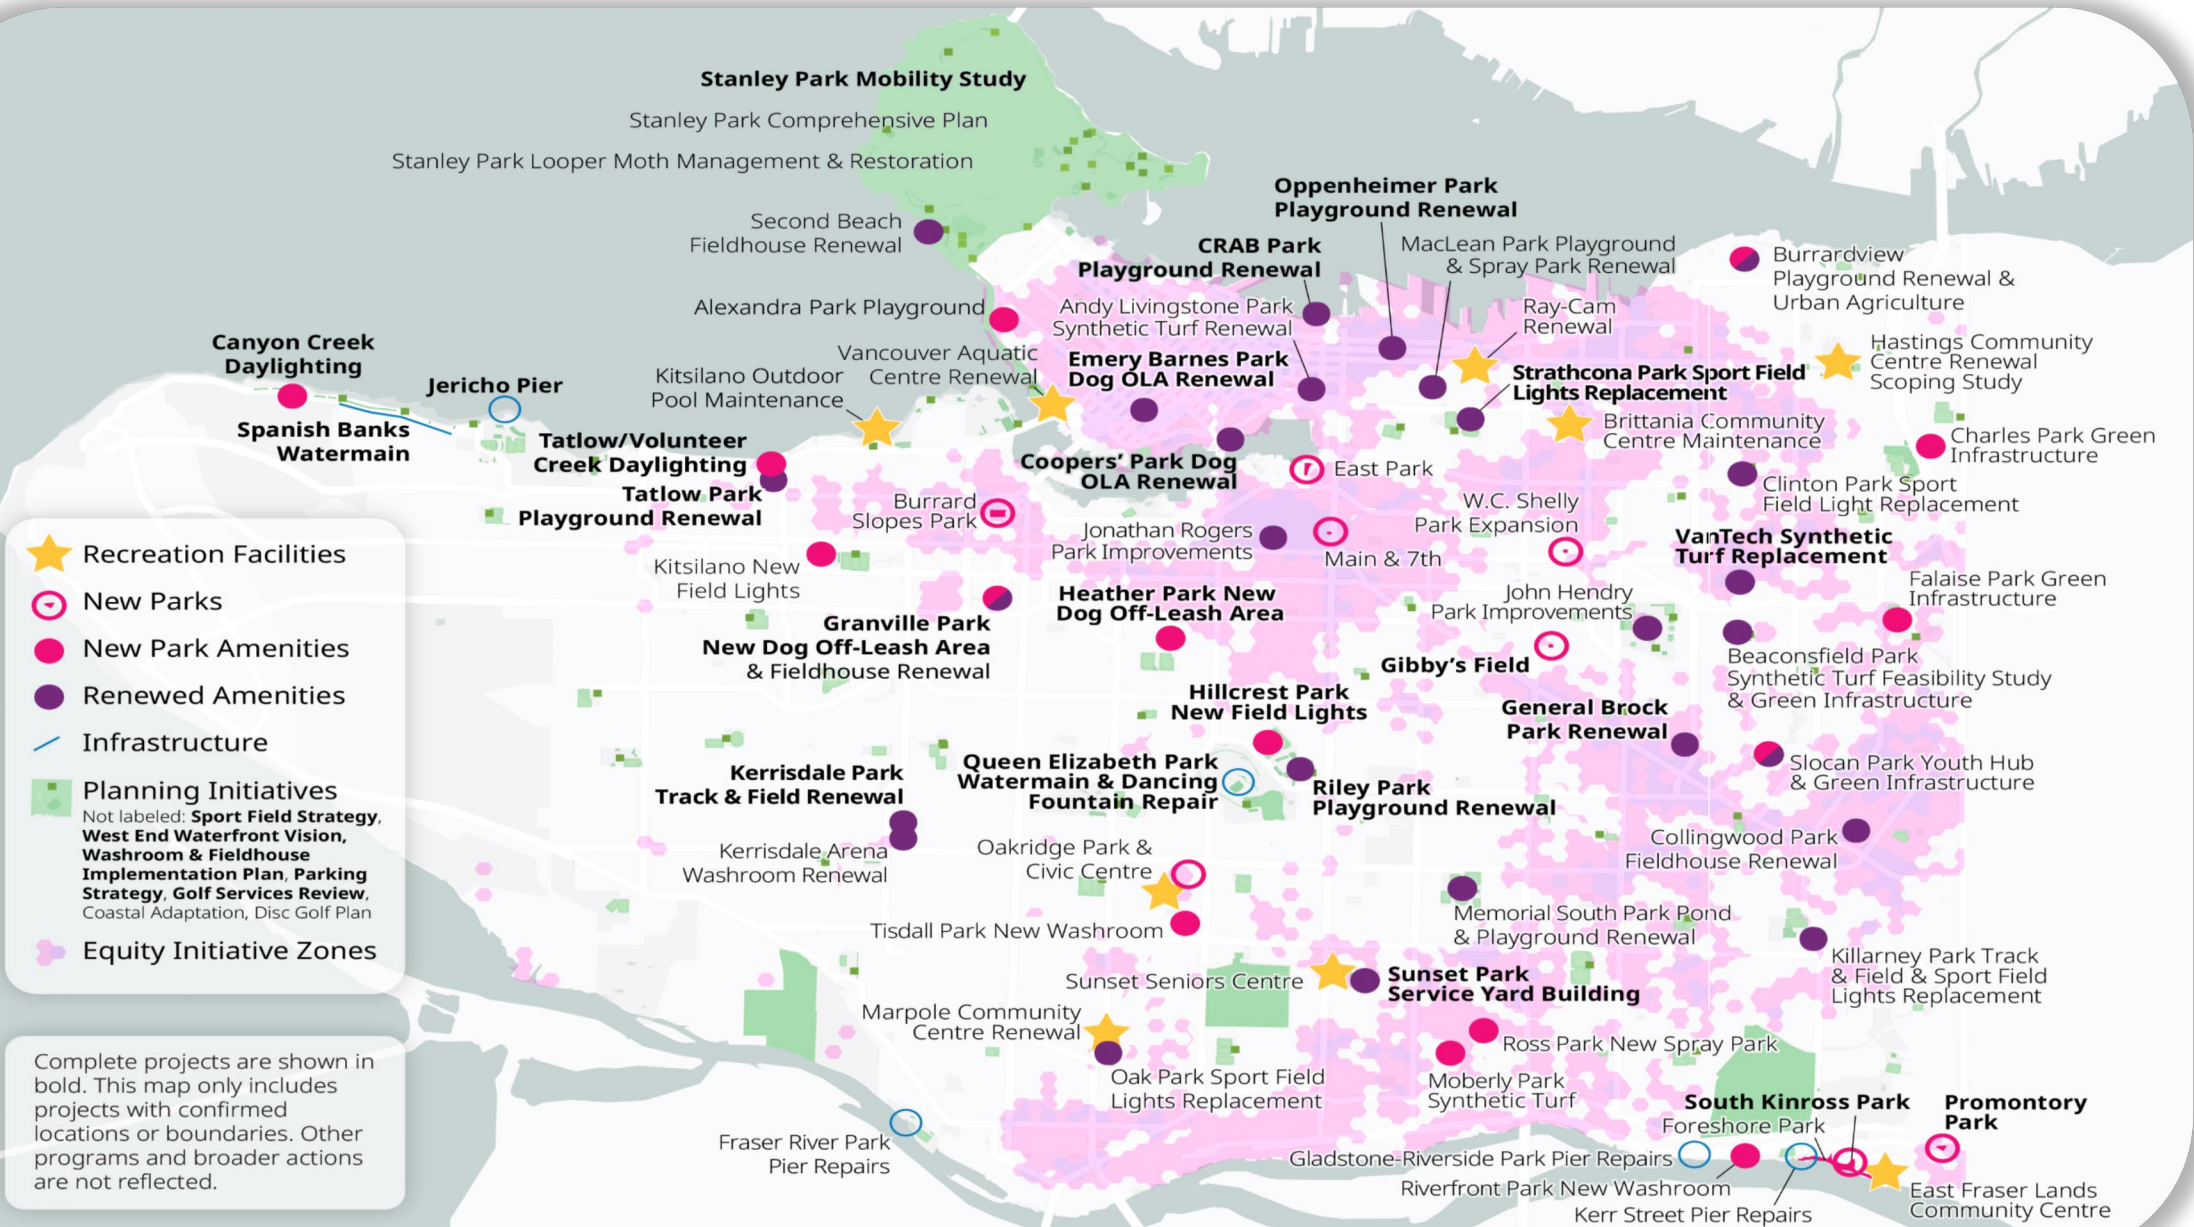 Stanley Park Mobility Study
Stanley Park Comprehensive Plan
Stanley Park Looper Moth Management & Restoration
Second Beach
Fieldhouse Renewal
Alexandra Park Playground
Vancouver Aquatic
Centre Renewal
Kitsilano Outdoor
Pool Maintenance
Canyon Creek
Daylighting
Jericho Pier
Spanish Banks
Watermain
Tatlow/Volunteer
Creek Daylighting
Tatlow Park
Playground Renewal
Burrard
Slopes Park
Kitsilano New
Field Lights
Granville Park
New Dog Off-Leash Area
& Fieldhouse Renewal
Oppenheimer Park
Playground Renewal
CRAB Park
Playground Renewal
MacLean Park Playground
& Spray Park Renewal
Andy Livingstone Park
Synthetic Turf Renewal
Ray-Cam
Renewal
Emery Barnes Park
Dog OLA Renewal
Strathcona Park Sport Field
Lights Replacement
Brittania Community
Centre Maintenance
Coopers' Park Dog
OLA Renewal
East Park
Burrardview
Playground Renewal &
Urban Agriculture
Hastings Community
Centre Renewal
Scoping Study
Charles Park Green
Infrastructure
Clinton Park Sport
Field Light Replacement
W.C. Shelly
Park Expansion
Jonathan Rogers
Park Improvements
Main & 7th
VanTech Synthetic
Turf Replacement
Falaise Park Green
Infrastructure
John Hendry
Park Improvements
Heather Park New
Dog Off-Leash Area
Gibby's Field
Beaconsfield Park
Synthetic Turf Feasibility Study
& Green Infrastructure
Hillcrest Park
New Field Lights
General Brock
Park Renewal
Slocan Park Youth Hub
& Green Infrastructure
Queen Elizabeth Park
Watermain & Dancing
Fountain Repair
Riley Park
Playground Renewal
Kerrisdale Park
Track & Field Renewal
Kerrisdale Arena
Washroom Renewal
Oakridge Park &
Civic Centre
Collingwood Park
Fieldhouse Renewal
Tisdall Park New Washroom
Memorial South Park Pond
& Playground Renewal
Killarney Park Track
& Field & Sport Field
Lights Replacement
Sunset Seniors Centre
Sunset Park
Service Yard Building
Marpole Community
Centre Renewal
Ross Park New Spray Park
Oak Park Sport Field
Lights Replacement
Moberly Park
Synthetic Turf
South Kinross Park
Foreshore Park
Promontory
Park
Fraser River Park
Pier Repairs
Gladstone-Riverside Park Pier Repairs
Riverfront Park New Washroom
Kerr Street Pier Repairs
East Fraser Lands
Community Centre
Recreation Facilities
New Parks
New Park Amenities
Renewed Amenities
Infrastructure
Planning Initiatives
Not labeled: Sport Field Strategy,
West End Waterfront Vision,
Washroom & Fieldhouse
Implementation Plan, Parking
Strategy, Golf Services Review,
Coastal Adaptation, Disc Golf Plan
Equity Initiative Zones
Complete projects are shown in
bold. This map only includes
projects with confirmed
locations or boundaries. Other
programs and broader actions
are not reflected.